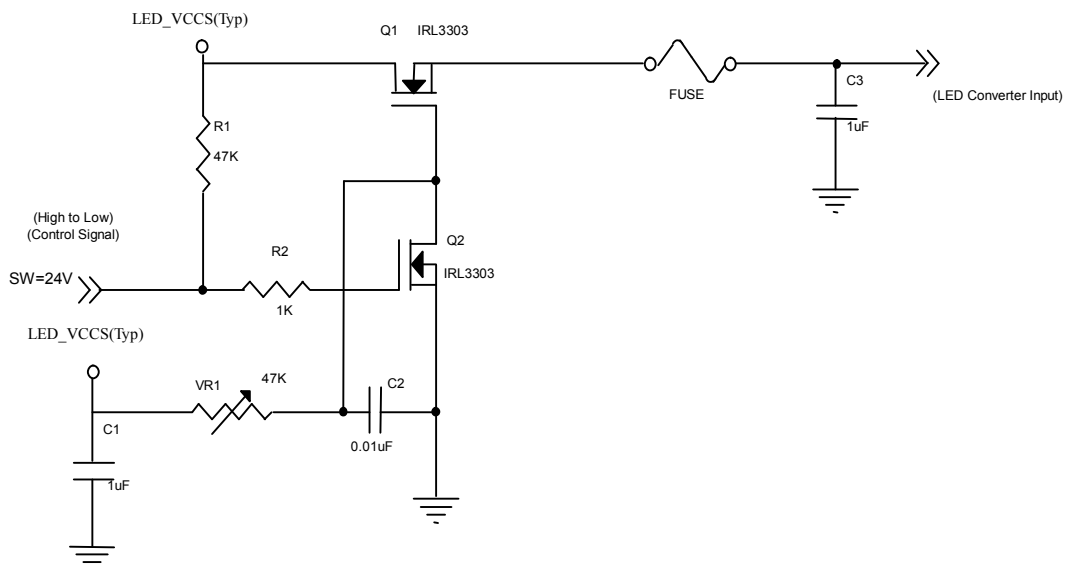 LED_VCCS(Typ)
Q1 IRL3303
FUSE
C3
(LED Converter Input)
1uF
R1
47K
(High to Low)
(Control Signal)
SW=24V
R2
1K
Q2
IRL3303
LED_VCCS(Typ)
VR1
47K
C2
0.01uF
C1
1uF